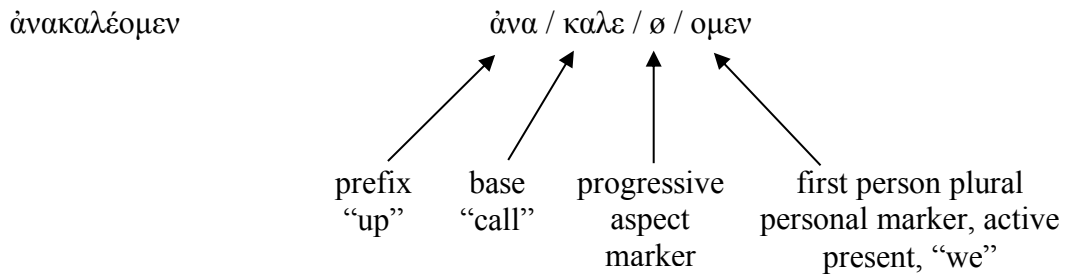 ἀνακαλέομεν ἀνα / καλε / ø / ομεν
prefix base progressive first person plural
“up” “call” aspect personal marker, active
marker present, “we”